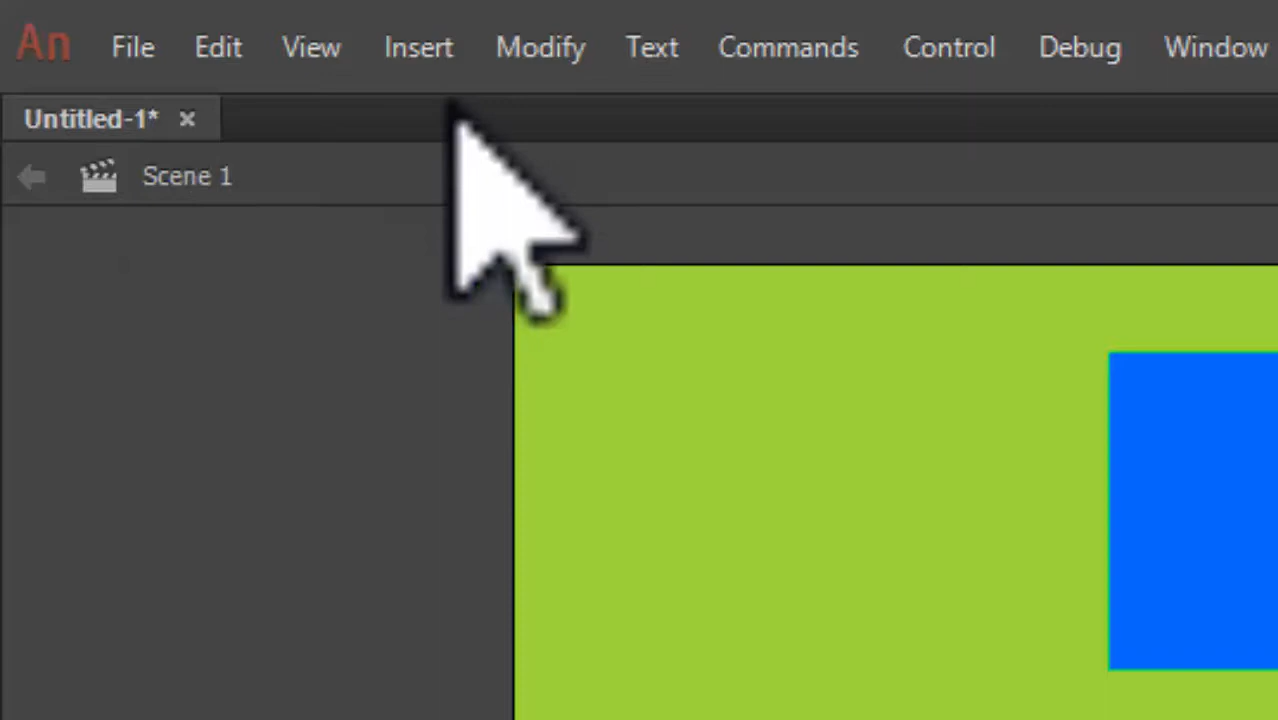 An File Edit View Insert Modify Text Commands Control Debug Window
Untitled-1* ×
Scene 1